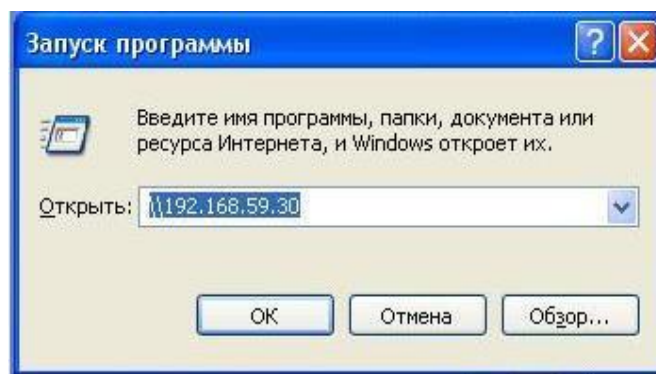 Запуск программы
Введите имя программы, папки, документа или
ресурса Интернета, и Windows откроет их.
Открыть: \\192.168.59.30
ОК Отмена Обзор...